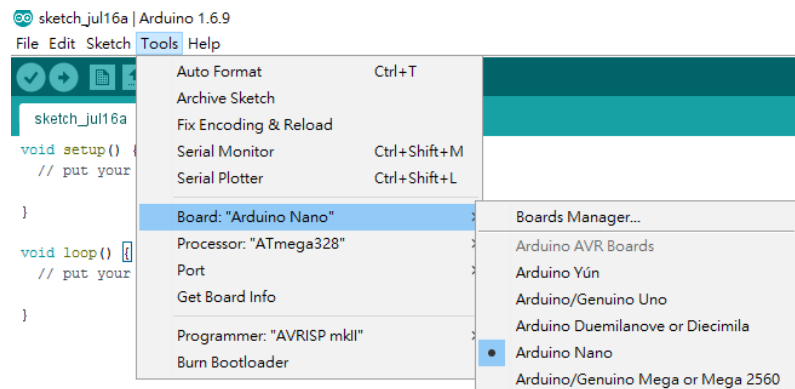 sketch_jul16a | Arduino 1.6.9
File Edit Sketch Tools Help
sketch_jul16a
void setup() {
// put your
}
void loop() {
// put your
}
Auto Format Ctrl+T
Archive Sketch
Fix Encoding & Reload
Serial Monitor Ctrl+Shift+M
Serial Plotter Ctrl+Shift+L
Board: "Arduino Nano"
Processor: "ATmega328"
Port
Get Board Info
Programmer: "AVRISP mkII"
Burn Bootloader
Boards Manager...
Arduino AVR Boards
Arduino Yún
Arduino/Genuino Uno
Arduino Duemilanove or Diecimila
Arduino Nano
Arduino/Genuino Mega or Mega 2560